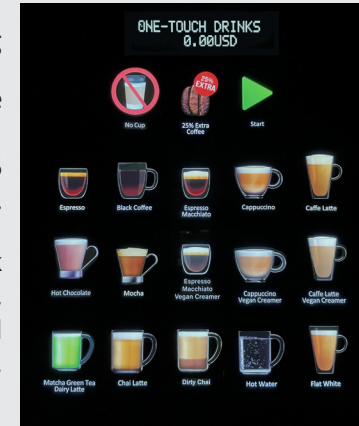 ONE-TOUCH DRINKS
0.00USD
25%
EXTRA
No Cup
25% Extra
Coffee
Start
Espresso
Black Coffee
Espresso
Macchiato
Cappuccino
Caffe Latte
Hot Chocolate
Mocha
Espresso
Macchiato
Vegan Creamer
Cappuccino
Vegan Creamer
Caffe Latte
Vegan Creamer
Matcha Green Tea
Dairy Latte
Chai Latte
Dirty Chai
Hot Water
Flat White